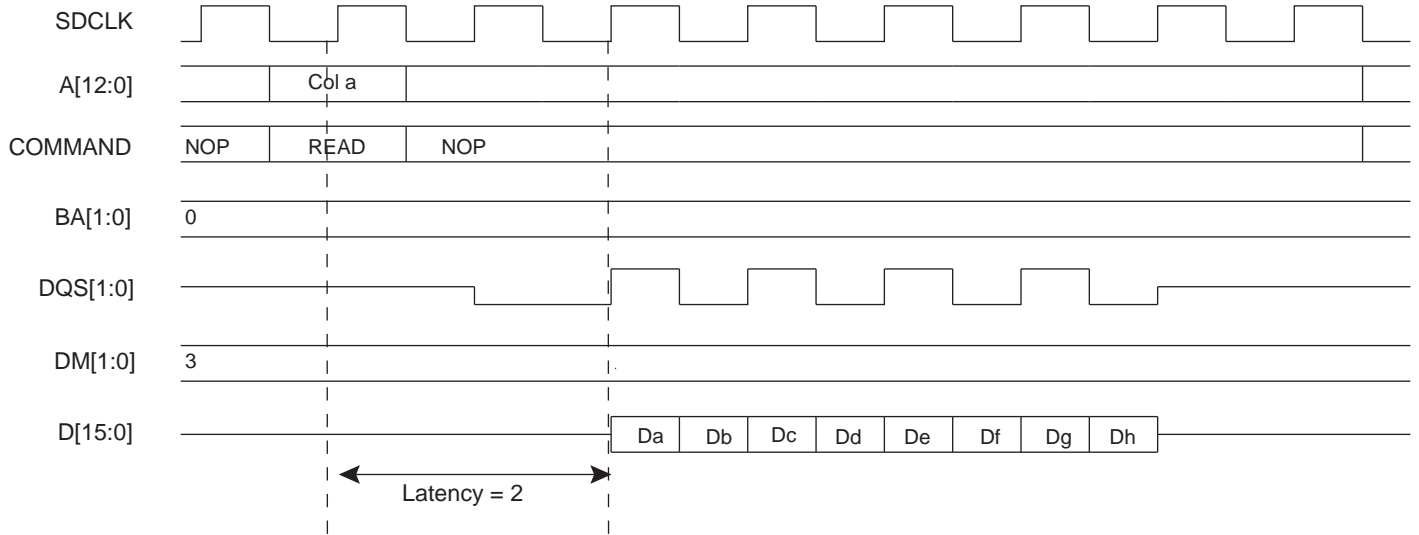 SDCLK
A[12:0] Col a
COMMAND NOP READ NOP
BA[1:0] 0
DQS[1:0]
DM[1:0] 3
D[15:0] Da Db Dc Dd De Df Dg Dh
Latency = 2